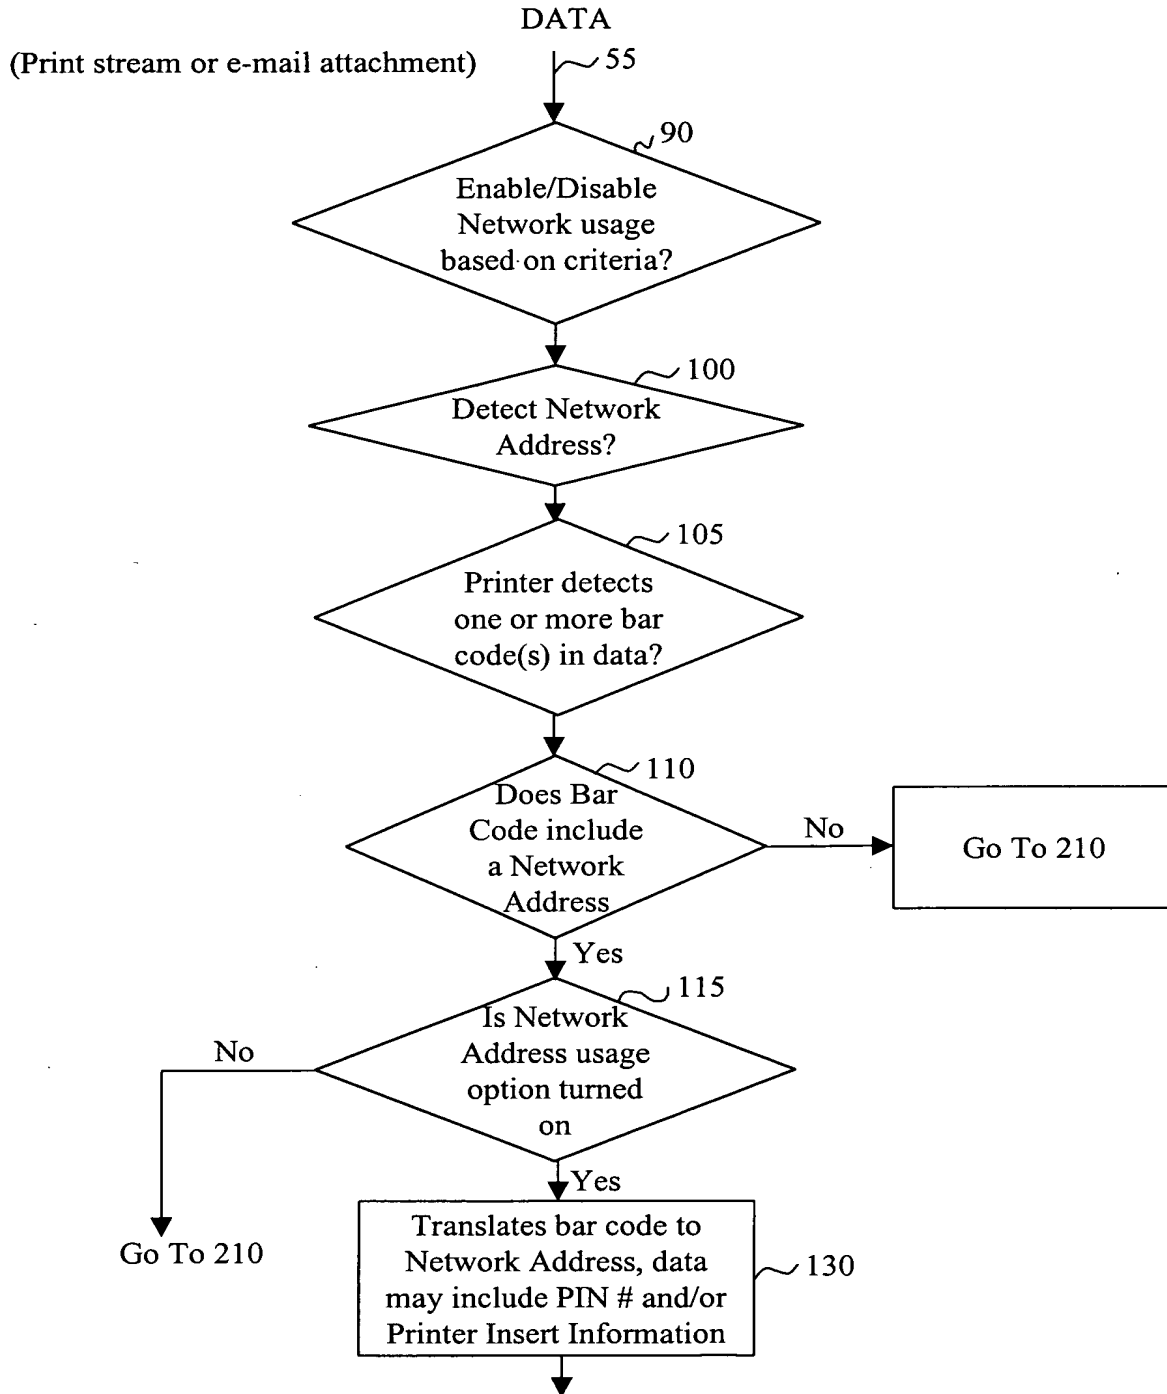 DATA
(Print stream or e-mail attachment)
55
90
Enable/Disable
Network usage
based on criteria?
100
Detect Network
Address?
105
Printer detects
one or more bar
code(s) in data?
110
Does Bar
Code include
a Network
Address
No
Go To 210
Yes
115
Is Network
Address usage
option turned
on
No
Go To 210
Yes
Translates bar code to
Network Address, data
may include PIN # and/or
Printer Insert Information
130